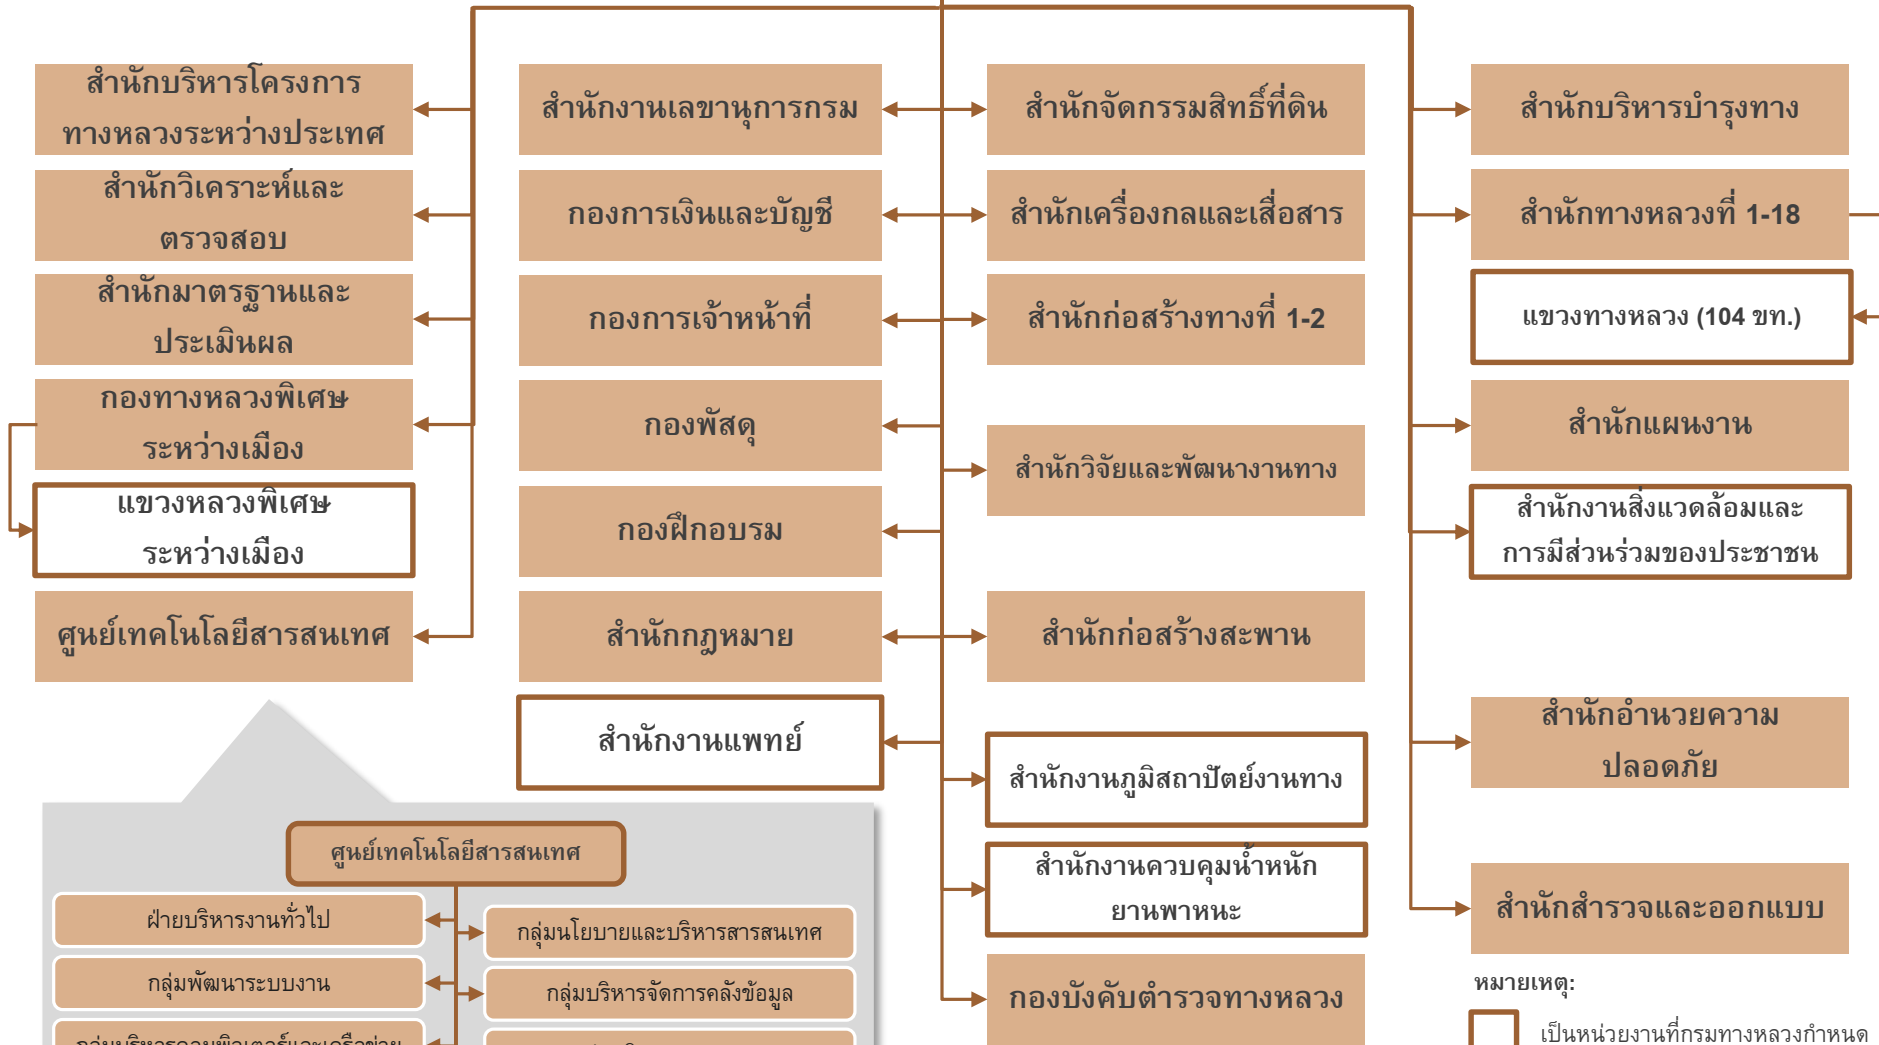 สำนักบริหารโครงการ
ทางหลวงระหว่างประเทศ
สำนักวิเคราะห์และ
ตรวจสอบ
สำนักมาตรฐานและ
ประเมินผล
กองทางหลวงพิเศษ
ระหว่างเมือง
แขวงหลวงพิเศษ
ระหว่างเมือง
ศูนย์เทคโนโลยีสารสนเทศ
สำนักงานเลขานุการกรม
กองการเงินและบัญชี
กองการเจ้าหน้าที่
กองพัสดุ
กองฝึกอบรม
สำนักกฎหมาย
สำนักงานแพทย์
สำนักจัดกรรมสิทธิ์ที่ดิน
สำนักเครื่องกลและเสื่อสาร
สำนักก่อสร้างทางที่ 1-2
สำนักวิจัยและพัฒนางานทาง
สำนักก่อสร้างสะพาน
สำนักงานภูมิสถาปัตย์งานทาง
สำนักงานควบคุมน้ำหนัก
ยานพาหนะ
กองบังคับตำรวจทางหลวง
สำนักบริหารบำรุงทาง
สำนักทางหลวงที่ 1-18
แขวงทางหลวง (104 ขท.)
สำนักแผนงาน
สำนักงานสิ่งแวดล้อมและ
การมีส่วนร่วมของประชาชน
สำนักอำนวยความ
ปลอดภัย
สำนักสำรวจและออกแบบ
หมายเหตุ:
เป็นหน่วยงานที่กรมทางหลวงกำหนด
ศูนย์เทคโนโลยีสารสนเทศ
ฝ่ายบริหารงานทั่วไป
กลุ่มพัฒนาระบบงาน
กลุ่มบริหารคอมพิวเตอร์และเครือข่าย
กลุ่มนโยบายและบริหารสารสนเทศ
กลุ่มบริหารจัดการคลังข้อมูล